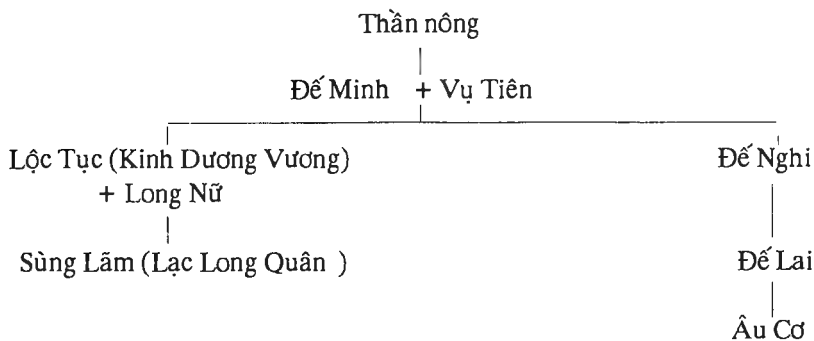 Thần nông
Đế Minh + Vụ Tiên
Lộc Tục (Kinh Dương Vương) Đế Nghi
+ Long Nữ
Sùng Lãm (Lạc Long Quân ) Đế Lai
Âu Cơ